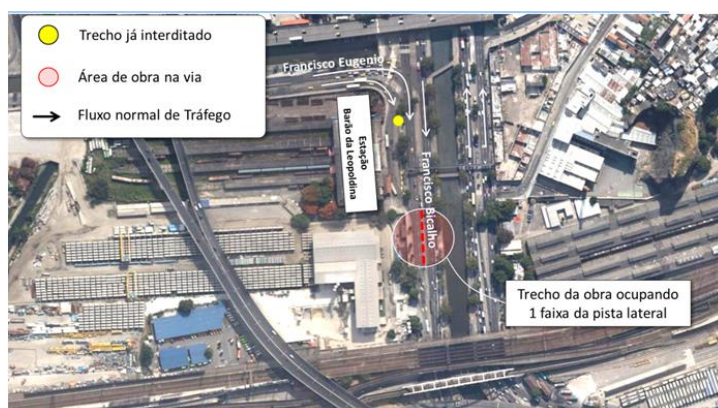 Trecho já interditado
Área de obra na via
Fluxo normal de Tráfego
Francisco Eugenio
Estação
Barão da Leopoldina
Francisco Bicalho
Trecho da obra ocupando
1 faixa da pista lateral